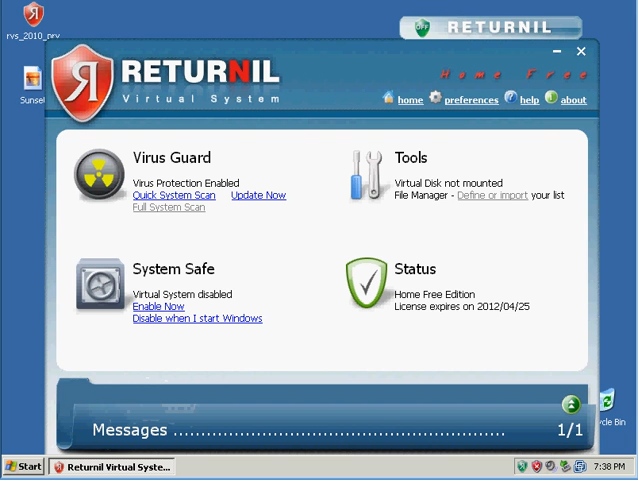 rvs_2010_prv
Sunset
OFF RETURNIL
Я RETURNIL
Virtual System
Home Free
home preferences help about
Virus Guard
Virus Protection Enabled
Quick System Scan Update Now
Full System Scan
Tools
Virtual Disk not mounted
File Manager - Define or import your list
System Safe
Virtual System disabled
Enable Now
Disable when I start Windows
Status
Home Free Edition
License expires on 2012/04/25
Messages ........................................................ 1/1
cycle Bin
Start Returnil Virtual Syste... 7:38 PM